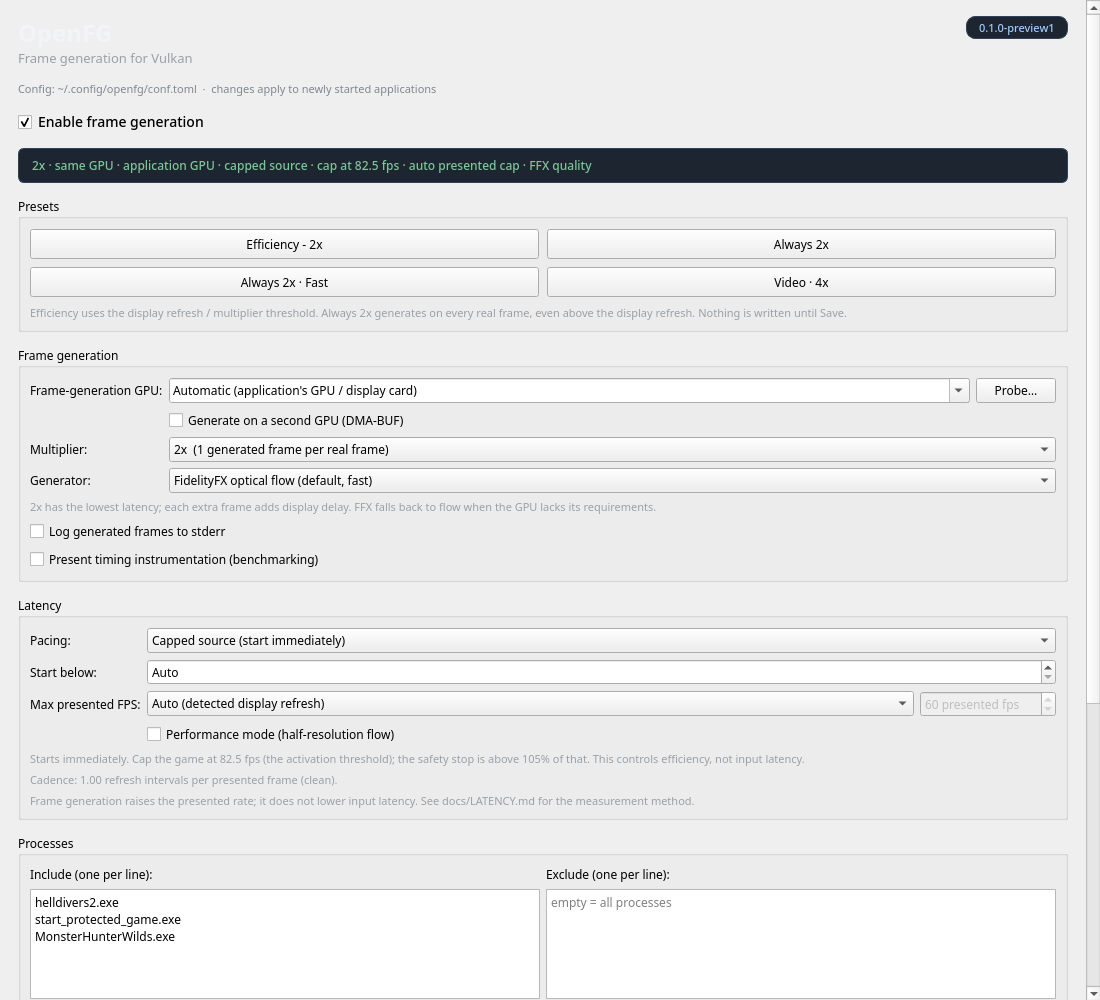 OpenFG
0.1.0-preview1
Frame generation for Vulkan
Config: ~/.config/openfg/conf.toml · changes apply to newly started applications
Enable frame generation
2x · same GPU · application GPU · capped source · cap at 82.5 fps · auto presented cap · FFX quality
Presets
Efficiency - 2x
Always 2x
Always 2x · Fast
Video · 4x
Efficiency uses the display refresh / multiplier threshold. Always 2x generates on every real frame, even above the display refresh. Nothing is written until Save.
Frame generation
Frame-generation GPU: Automatic (application's GPU / display card) Probe...
Generate on a second GPU (DMA-BUF)
Multiplier: 2x (1 generated frame per real frame)
Generator: FidelityFX optical flow (default, fast)
2x has the lowest latency; each extra frame adds display delay. FFX falls back to flow when the GPU lacks its requirements.
Log generated frames to stderr
Present timing instrumentation (benchmarking)
Latency
Pacing: Capped source (start immediately)
Start below: Auto
Max presented FPS: Auto (detected display refresh) 60 presented fps
Performance mode (half-resolution flow)
Starts immediately. Cap the game at 82.5 fps (the activation threshold); the safety stop is above 105% of that. This controls efficiency, not input latency.
Cadence: 1.00 refresh intervals per presented frame (clean).
Frame generation raises the presented rate; it does not lower input latency. See docs/LATENCY.md for the measurement method.
Processes
Include (one per line):
helldivers2.exe
start_protected_game.exe
MonsterHunterWilds.exe
Exclude (one per line):
empty = all processes